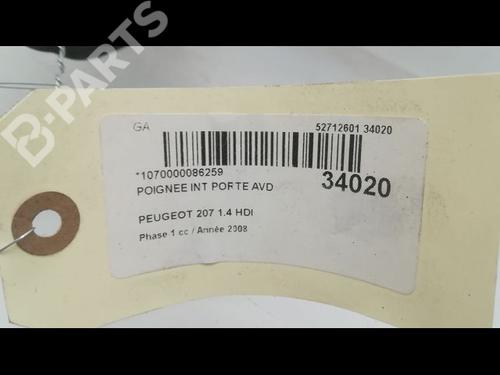 B-PARTS
GA 52712601 34020
*1070000086259
POIGNEE INT PORTE AVD 34020
PEUGEOT 207 1.4 HDI
Phase 1 cc / Année 2008